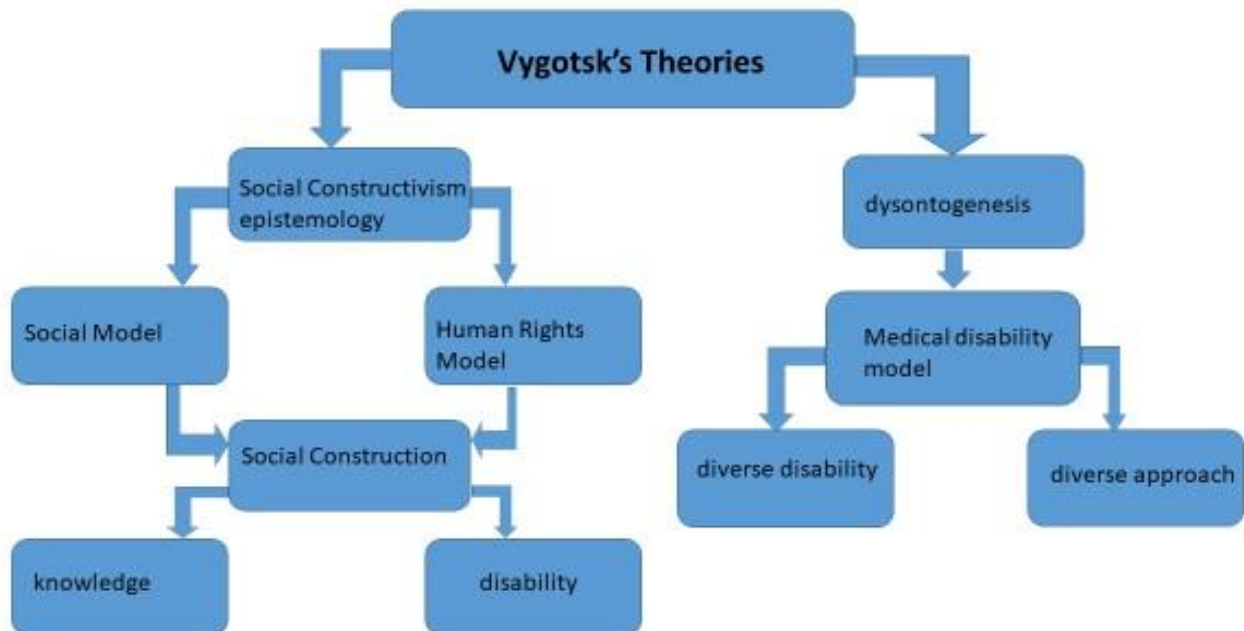 Vygotsk's Theories
Social Constructivism
epistemology
dysontogenesis
Social Model
Human Rights
Model
Medical disability
model
Social Construction
diverse disability
diverse approach
knowledge
disability